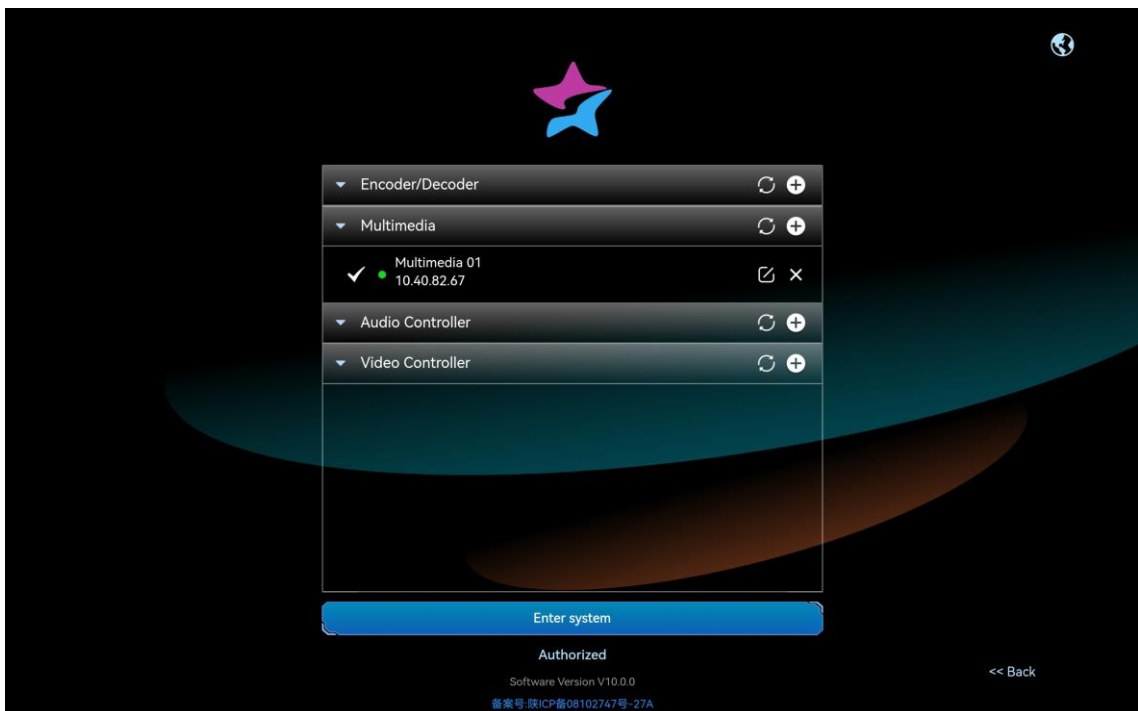 Encoder/Decoder
Multimedia
Multimedia 01
10.40.82.67
Audio Controller
Video Controller
Enter system
Authorized
<< Back
Software Version V10.0.0
备案号:陕ICP备08102747号-27A